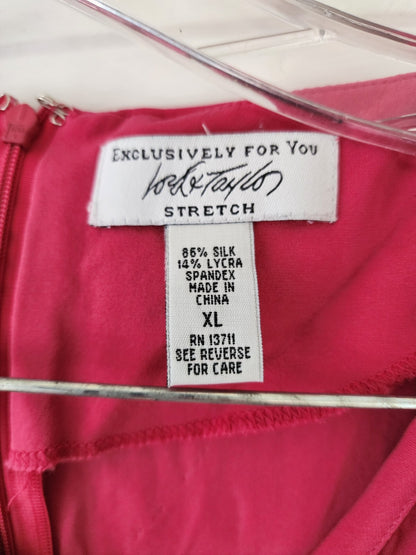 EXCLUSIVELY FOR YOU
Lord & Taylor
STRETCH
86% SILK
14% LYCRA
SPANDEX
MADE IN
CHINA
XL
RN 13711
SEE REVERSE
FOR CARE